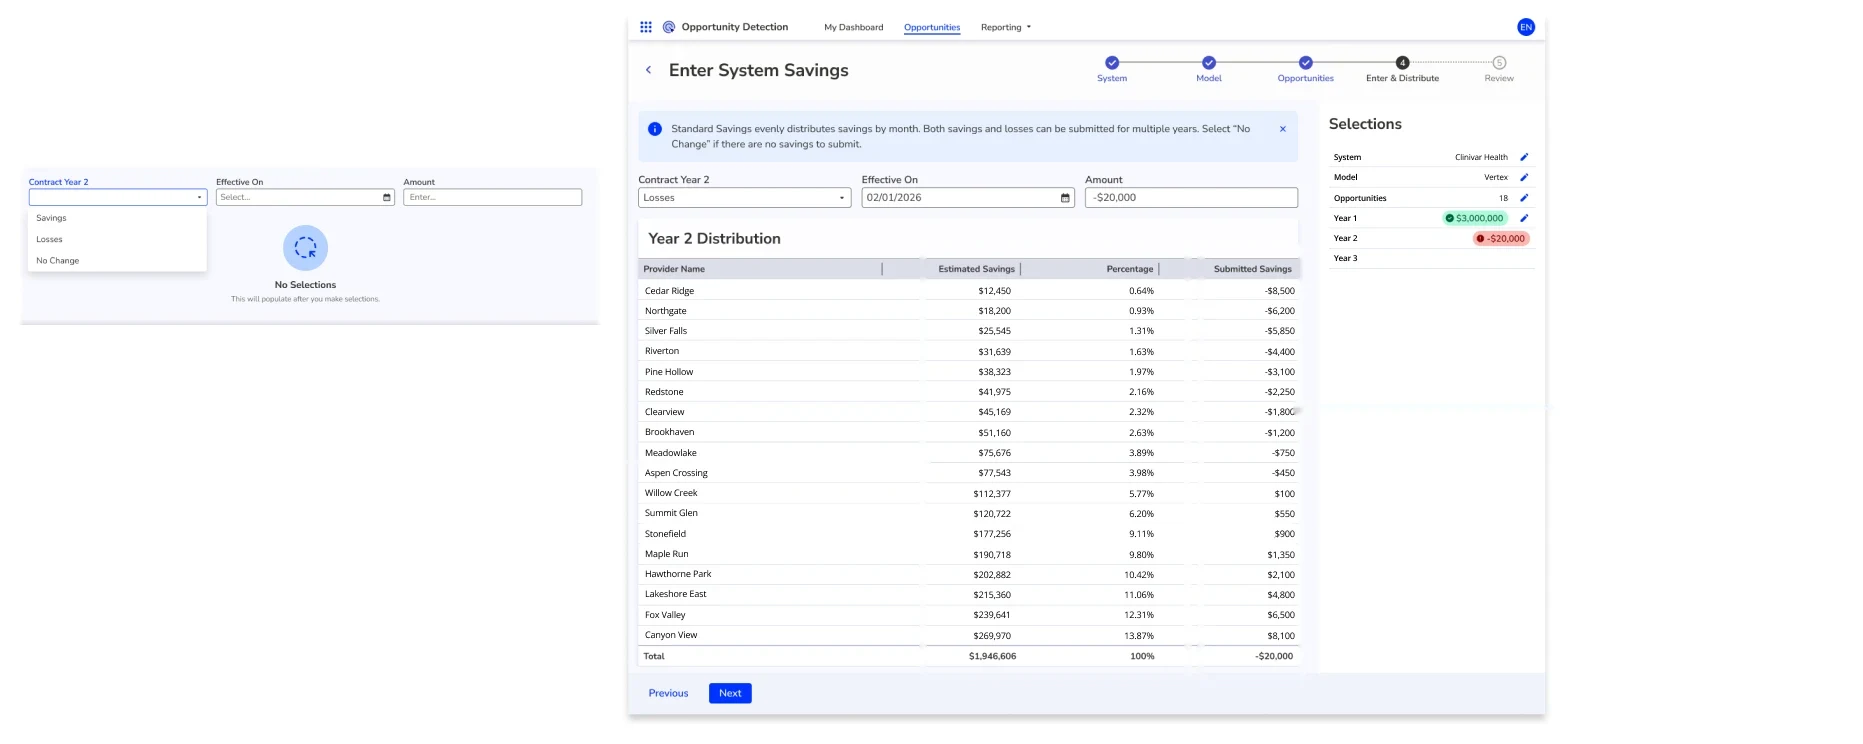 Contract Year 2
Effective On
Amount
Select...
Enter...
Savings
Losses
No Change
No Selections
This will populate after you make selections.
Opportunity Detection
My Dashboard
Opportunities
Reporting
EN
Enter System Savings
System
Model
Opportunities
4
Enter & Distribute
5
Review
Standard Savings evenly distributes savings by month. Both savings and losses can be submitted for multiple years. Select “No
Change” if there are no savings to submit.
Contract Year 2
Effective On
Amount
Losses
02/01/2026
-$20,000
Year 2 Distribution
Provider Name Estimated Savings Percentage Submitted Savings
Cedar Ridge $12,450 0.64% -$8,500
Northgate $18,200 0.93% -$6,200
Silver Falls $25,545 1.31% -$5,850
Riverton $31,639 1.63% -$4,400
Pine Hollow $38,323 1.97% -$3,100
Redstone $41,975 2.16% -$2,250
Clearview $45,169 2.32% -$1,800
Brookhaven $51,160 2.63% -$1,200
Meadowlake $75,676 3.89% -$750
Aspen Crossing $77,543 3.98% -$450
Willow Creek $112,377 5.77% $100
Summit Glen $120,722 6.20% $550
Stonefield $177,256 9.11% $900
Maple Run $190,718 9.80% $1,350
Hawthorne Park $202,882 10.42% $2,100
Lakeshore East $215,360 11.06% $4,800
Fox Valley $239,641 12.31% $6,500
Canyon View $269,970 13.87% $8,100
Total $1,946,606 100% -$20,000
Previous
Next
Selections
System Clinivar Health
Model Vertex
Opportunities 18
Year 1 $3,000,000
Year 2 -$20,000
Year 3